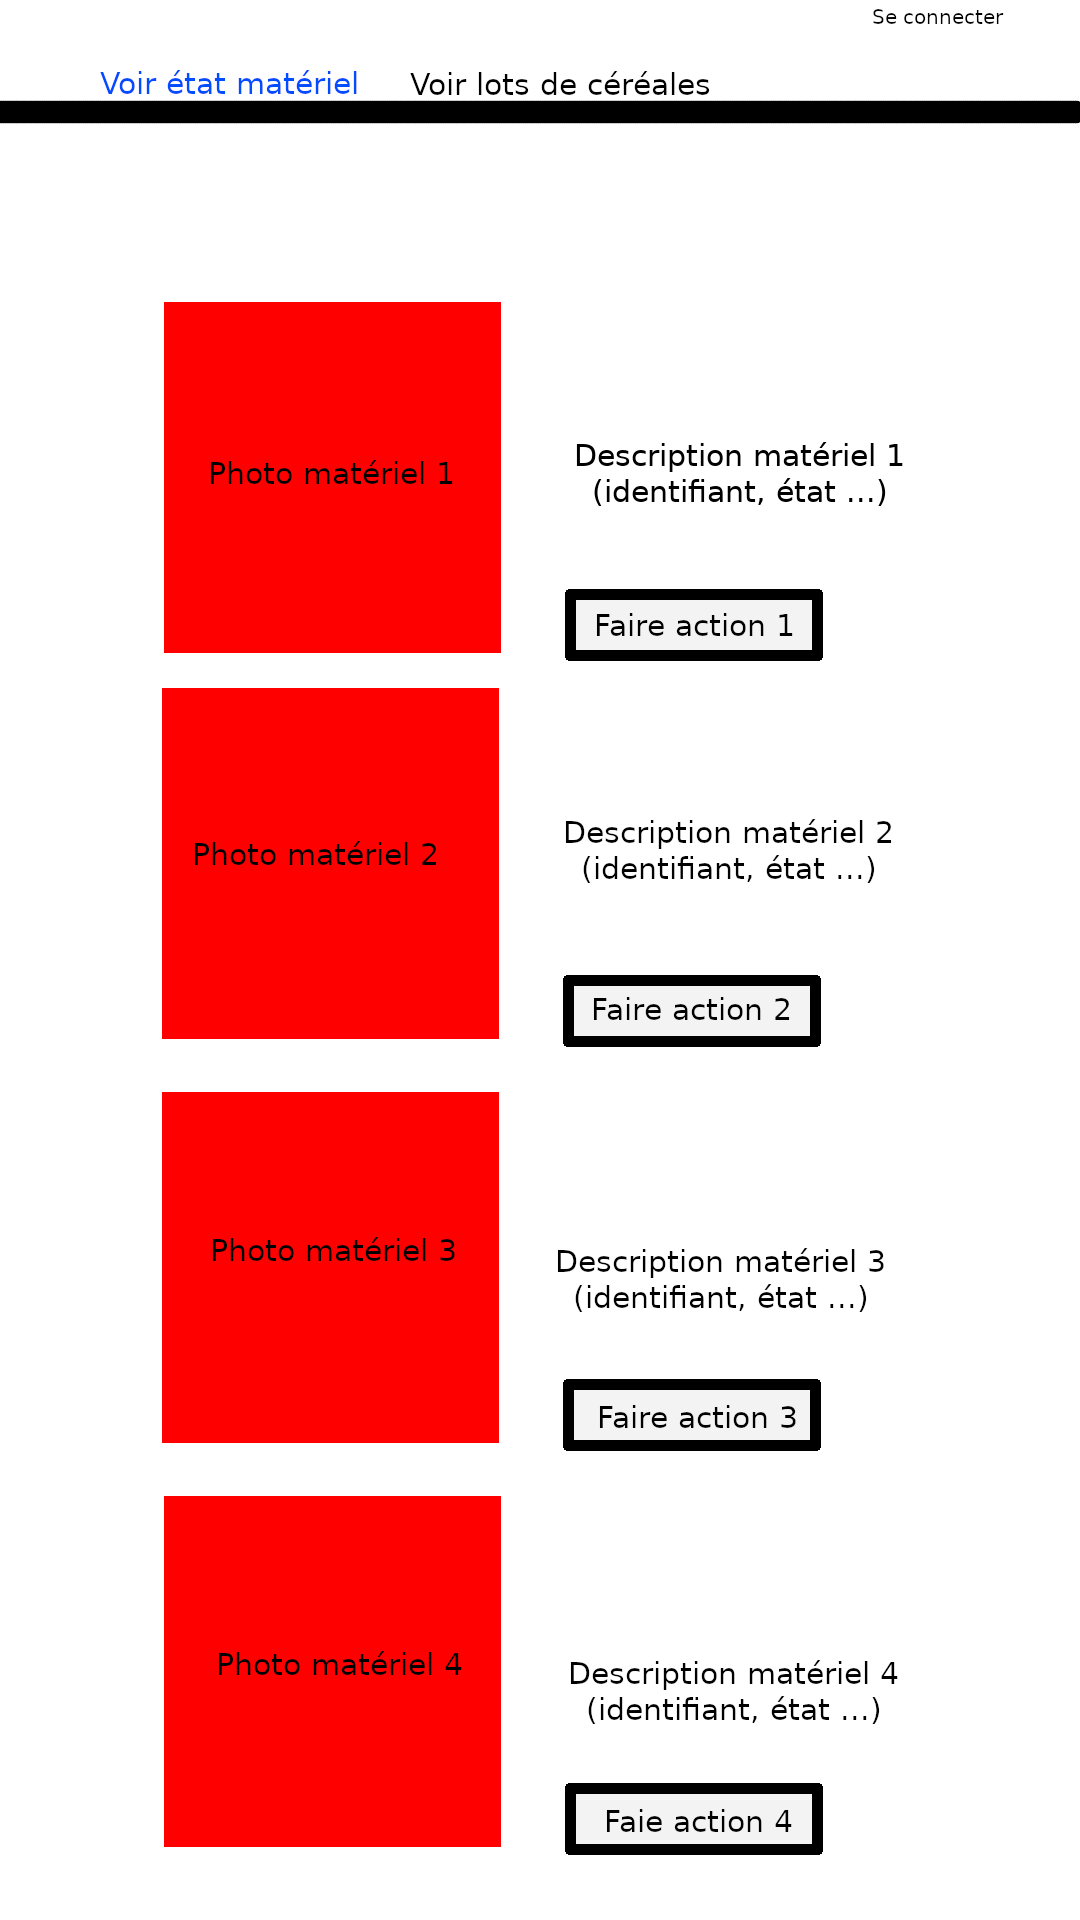 Se connecter
Voir état matériel
Voir lots de céréales
Photo matériel 1
Description matériel 1
(identifiant, état ...)
Faire action 1
Photo matériel 2
Description matériel 2
(identifiant, état ...)
Faire action 2
Photo matériel 3
Description matériel 3
(identifiant, état ...)
Faire action 3
Photo matériel 4
Description matériel 4
(identifiant, état ...)
Faie action 4